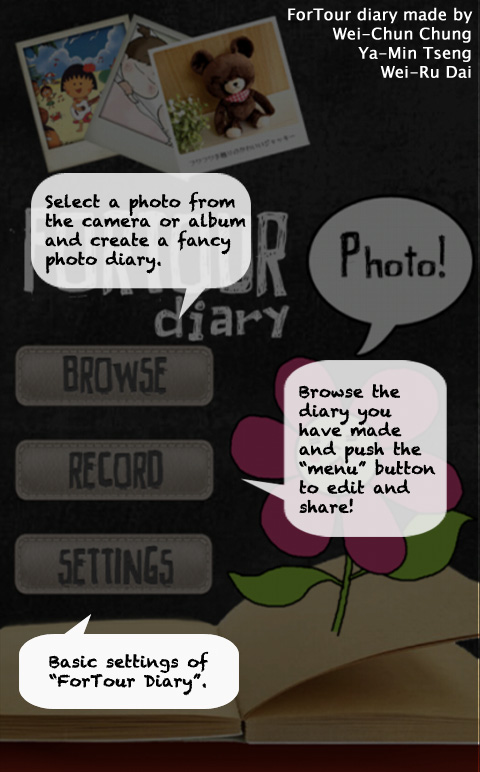 ForTour diary made by
Wei-Chun Chung
Ya-Min Tseng
Wei-Ru Dai
Select a photo from
the camera or album
and create a fancy
photo diary.
FORTOUR
diary
Photo!
BROWSE
Browse the
diary you
have made
and push the
“menu” button
to edit and
share!
RECORD
SETTINGS
Basic settings of
“ForTour Diary”.